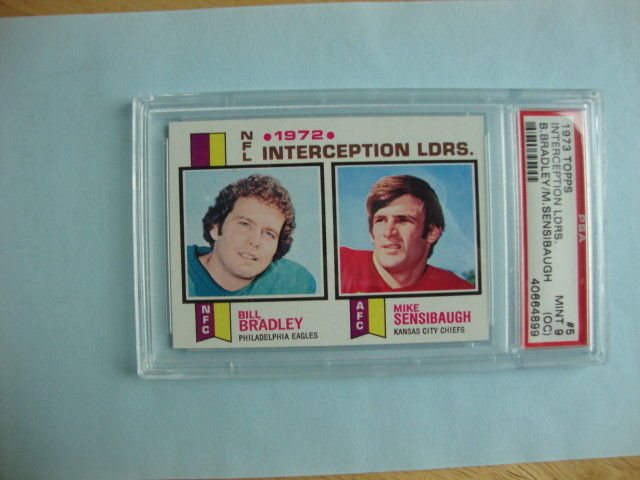 NFL
• 1972 •
INTERCEPTION LDRS.
NFC
BILL
BRADLEY
PHILADELPHIA EAGLES
AFC
MIKE
SENSIBAUGH
KANSAS CITY CHIEFS
1973 TOPPS #5
INTERCEPTION LDRS. MINT 9
B.BRADLEY/M.SENSIBAUGH (OC)
40664899
PSA